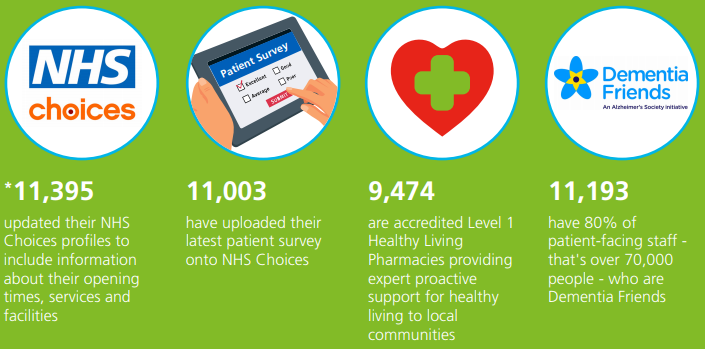 NHS
choices
Patient Survey
Excellent
Good
Average
Poor
SUBMIT
Dementia
Friends
An Alzheimer's Society initiative
*11,395
updated their NHS
Choices profiles to
include information
about their opening
times, services and
facilities
11,003
have uploaded their
latest patient survey
onto NHS Choices
9,474
are accredited Level 1
Healthy Living
Pharmacies providing
expert proactive
support for healthy
living to local
communities
11,193
have 80% of
patient-facing staff -
that's over 70,000
people - who are
Dementia Friends